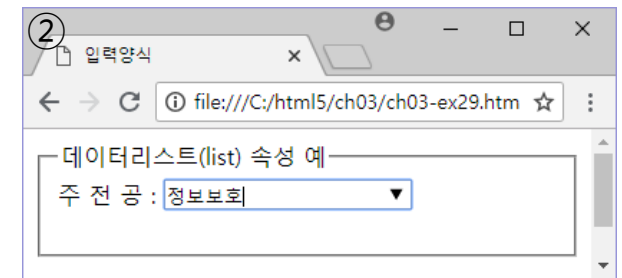 ②
입력양식
file:///C:/html5/ch03/ch03-ex29.htm
데이터리스트(list) 속성 예
주 전 공 : 정보보호